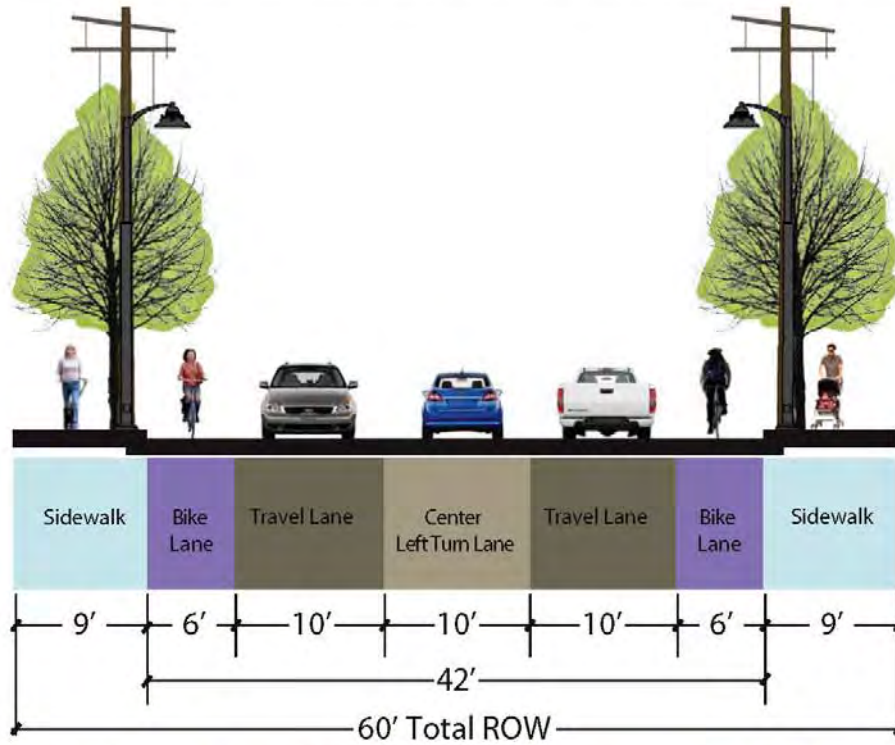 Sidewalk
Bike
Lane
Travel Lane
Center
Left Turn Lane
Travel Lane
Bike
Lane
Sidewalk
9' 6' 10' 10' 10' 6' 9'
42'
60' Total ROW